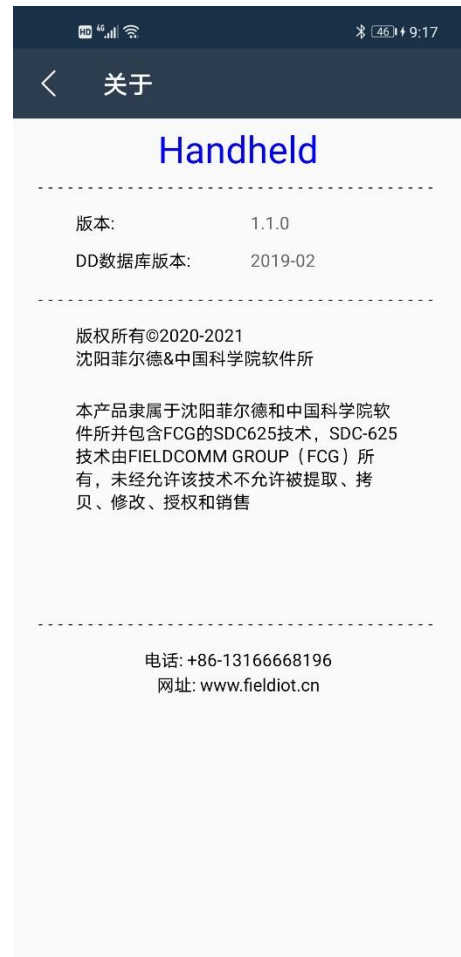 HD 4G 46 9:17
关于
Handheld
版本: 1.1.0
DD数据库版本: 2019-02
版权所有©2020-2021
沈阳菲尔德&中国科学院软件所
本产品隶属于沈阳菲尔德和中国科学院软
件所并包含FCG的SDC625技术，SDC-625
技术由FIELDCOMM GROUP（FCG）所
有，未经允许该技术不允许被提取、拷
贝、修改、授权和销售
电话: +86-13166668196
网址: www.fieldiot.cn